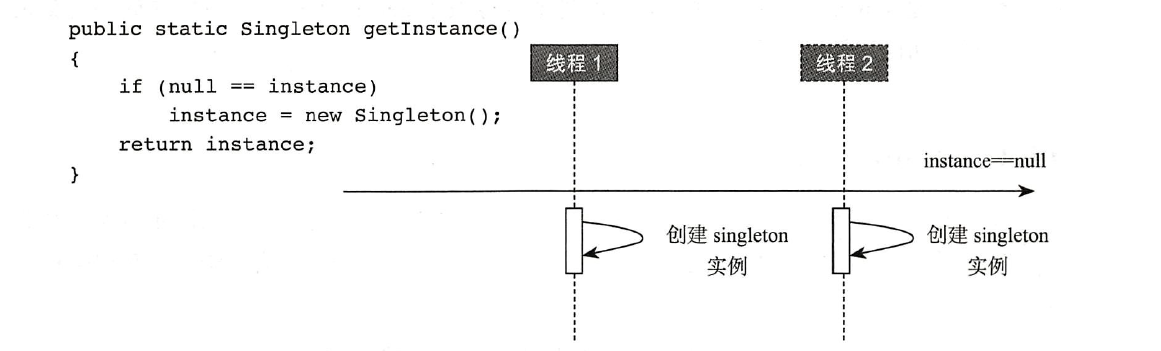 public static Singleton getInstance()
{
if (null == instance)
instance = new Singleton();
return instance;
}
线程 1
线程 2
instance==null
创建 singleton
实例
创建 singleton
实例